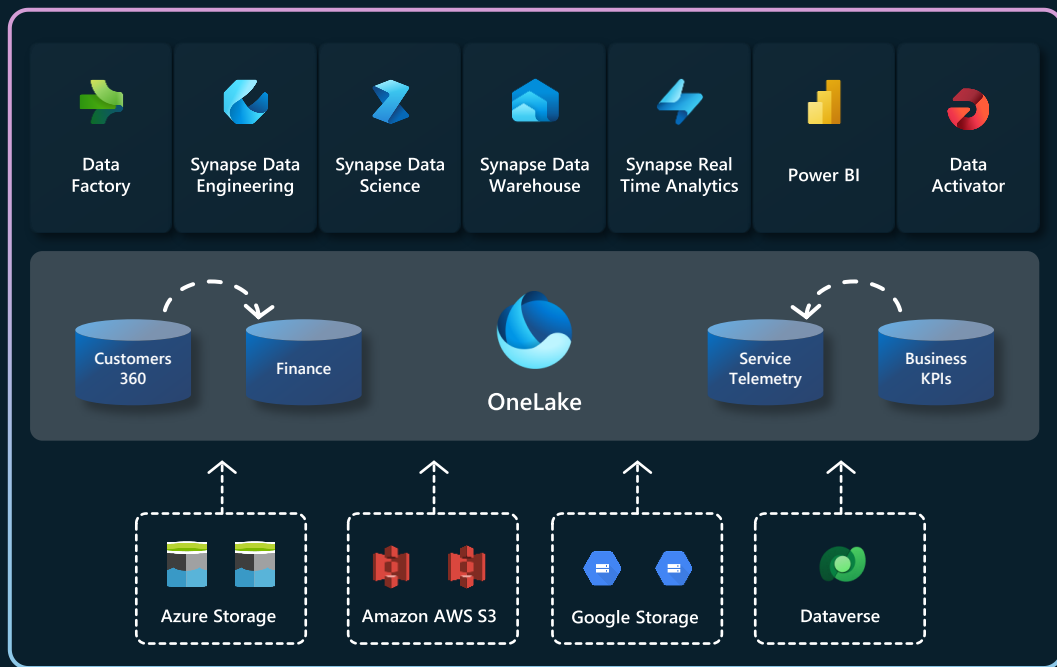 Data
Factory
Synapse Data
Engineering
Synapse Data
Science
Synapse Data
Warehouse
Synapse Real
Time Analytics
Power BI
Data
Activator
Customers
360
Finance
OneLake
Service
Telemetry
Business
KPIs
Azure Storage
Amazon AWS S3
Google Storage
Dataverse